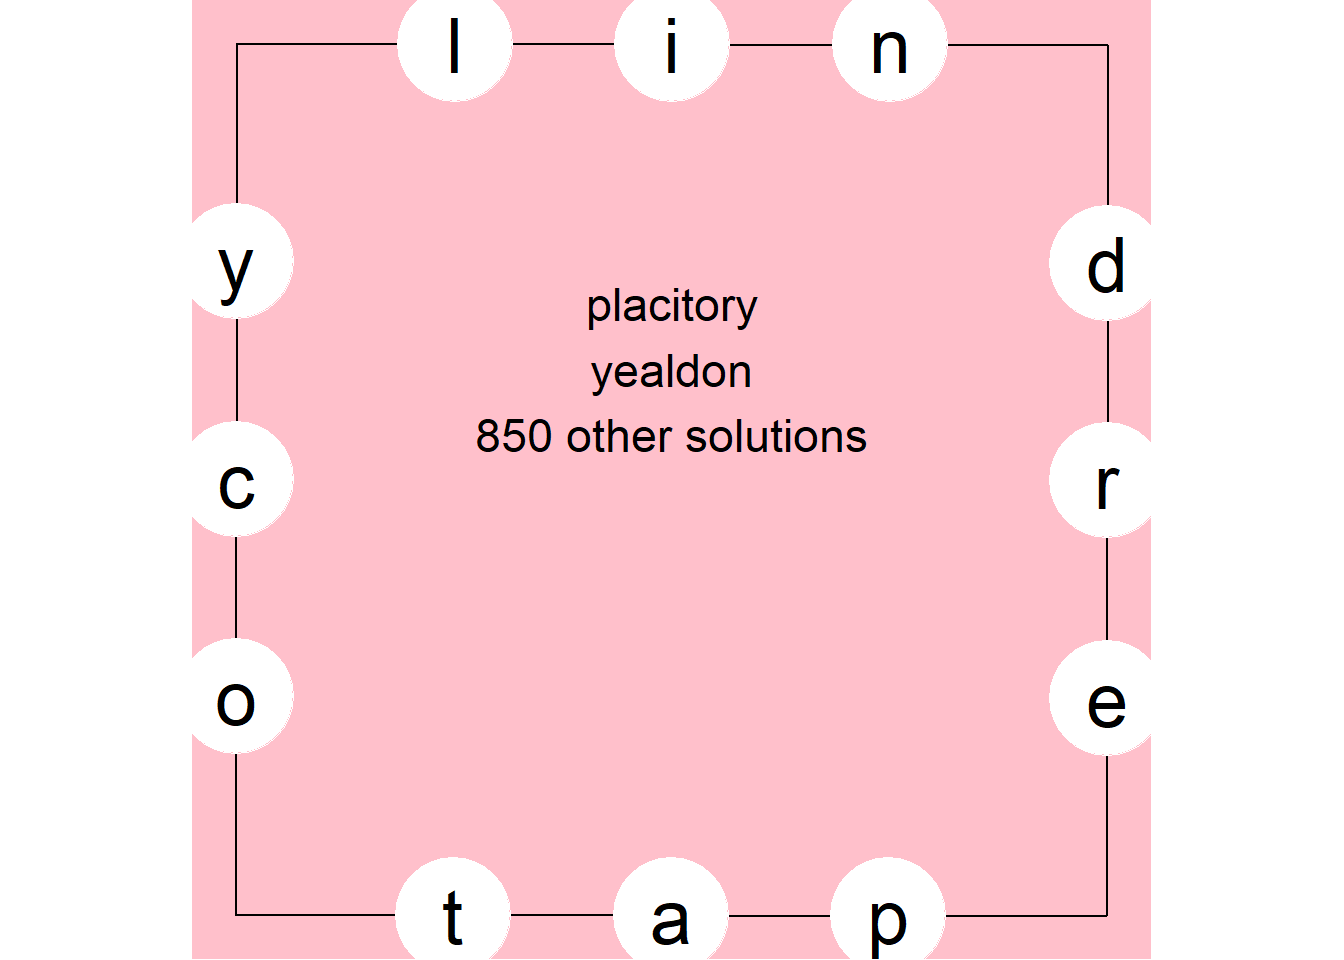 l i n
y d
placitory
yealdon
850 other solutions
c r
o e
t a p